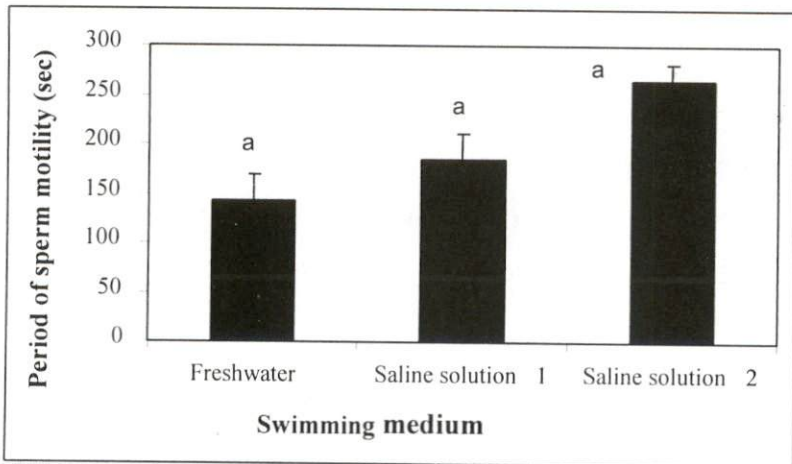 Period of sperm motility (sec)
300
250
200
150
100
50
0
a
a
a
Freshwater
Saline solution 1
Saline solution 2
Swimming medium